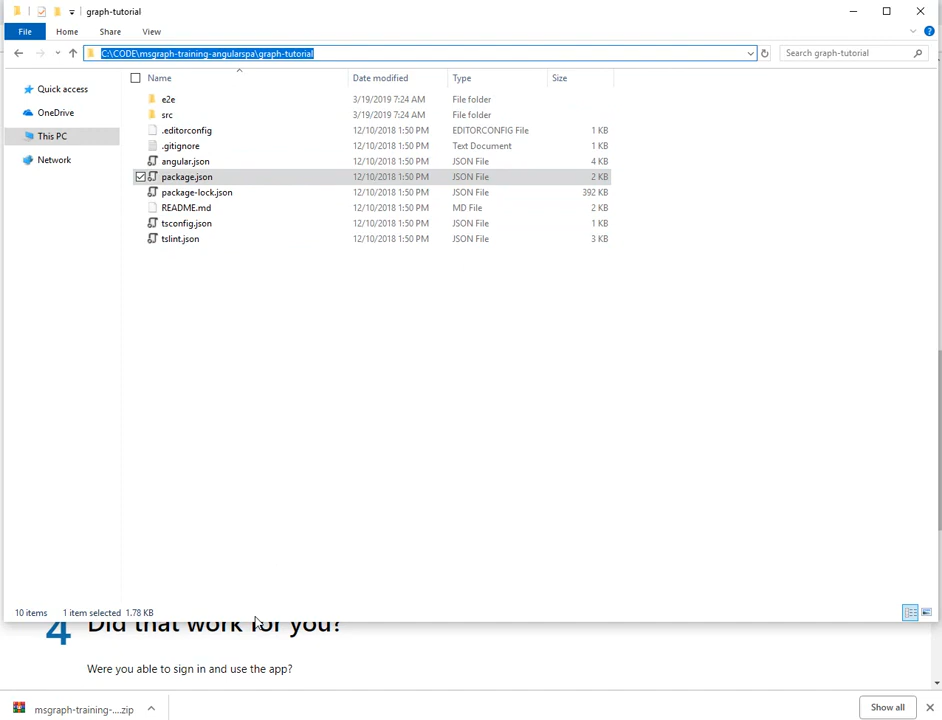 graph-tutorial
File Home Share View
C:\CODE\msgraph-training-angularspa\graph-tutorial
Search graph-tutorial
Name Date modified Type Size
Quick access
OneDrive
This PC
Network
e2e 3/19/2019 7:24 AM File folder
src 3/19/2019 7:24 AM File folder
.editorconfig 12/10/2018 1:50 PM EDITORCONFIG File 1 KB
.gitignore 12/10/2018 1:50 PM Text Document 1 KB
angular.json 12/10/2018 1:50 PM JSON File 4 KB
package.json 12/10/2018 1:50 PM JSON File 2 KB
package-lock.json 12/10/2018 1:50 PM JSON File 392 KB
README.md 12/10/2018 1:50 PM MD File 2 KB
tsconfig.json 12/10/2018 1:50 PM JSON File 1 KB
tslint.json 12/10/2018 1:50 PM JSON File 3 KB
10 items 1 item selected 1.78 KB
4 Did that work for you?
Were you able to sign in and use the app?
msgraph-training-....zip
Show all